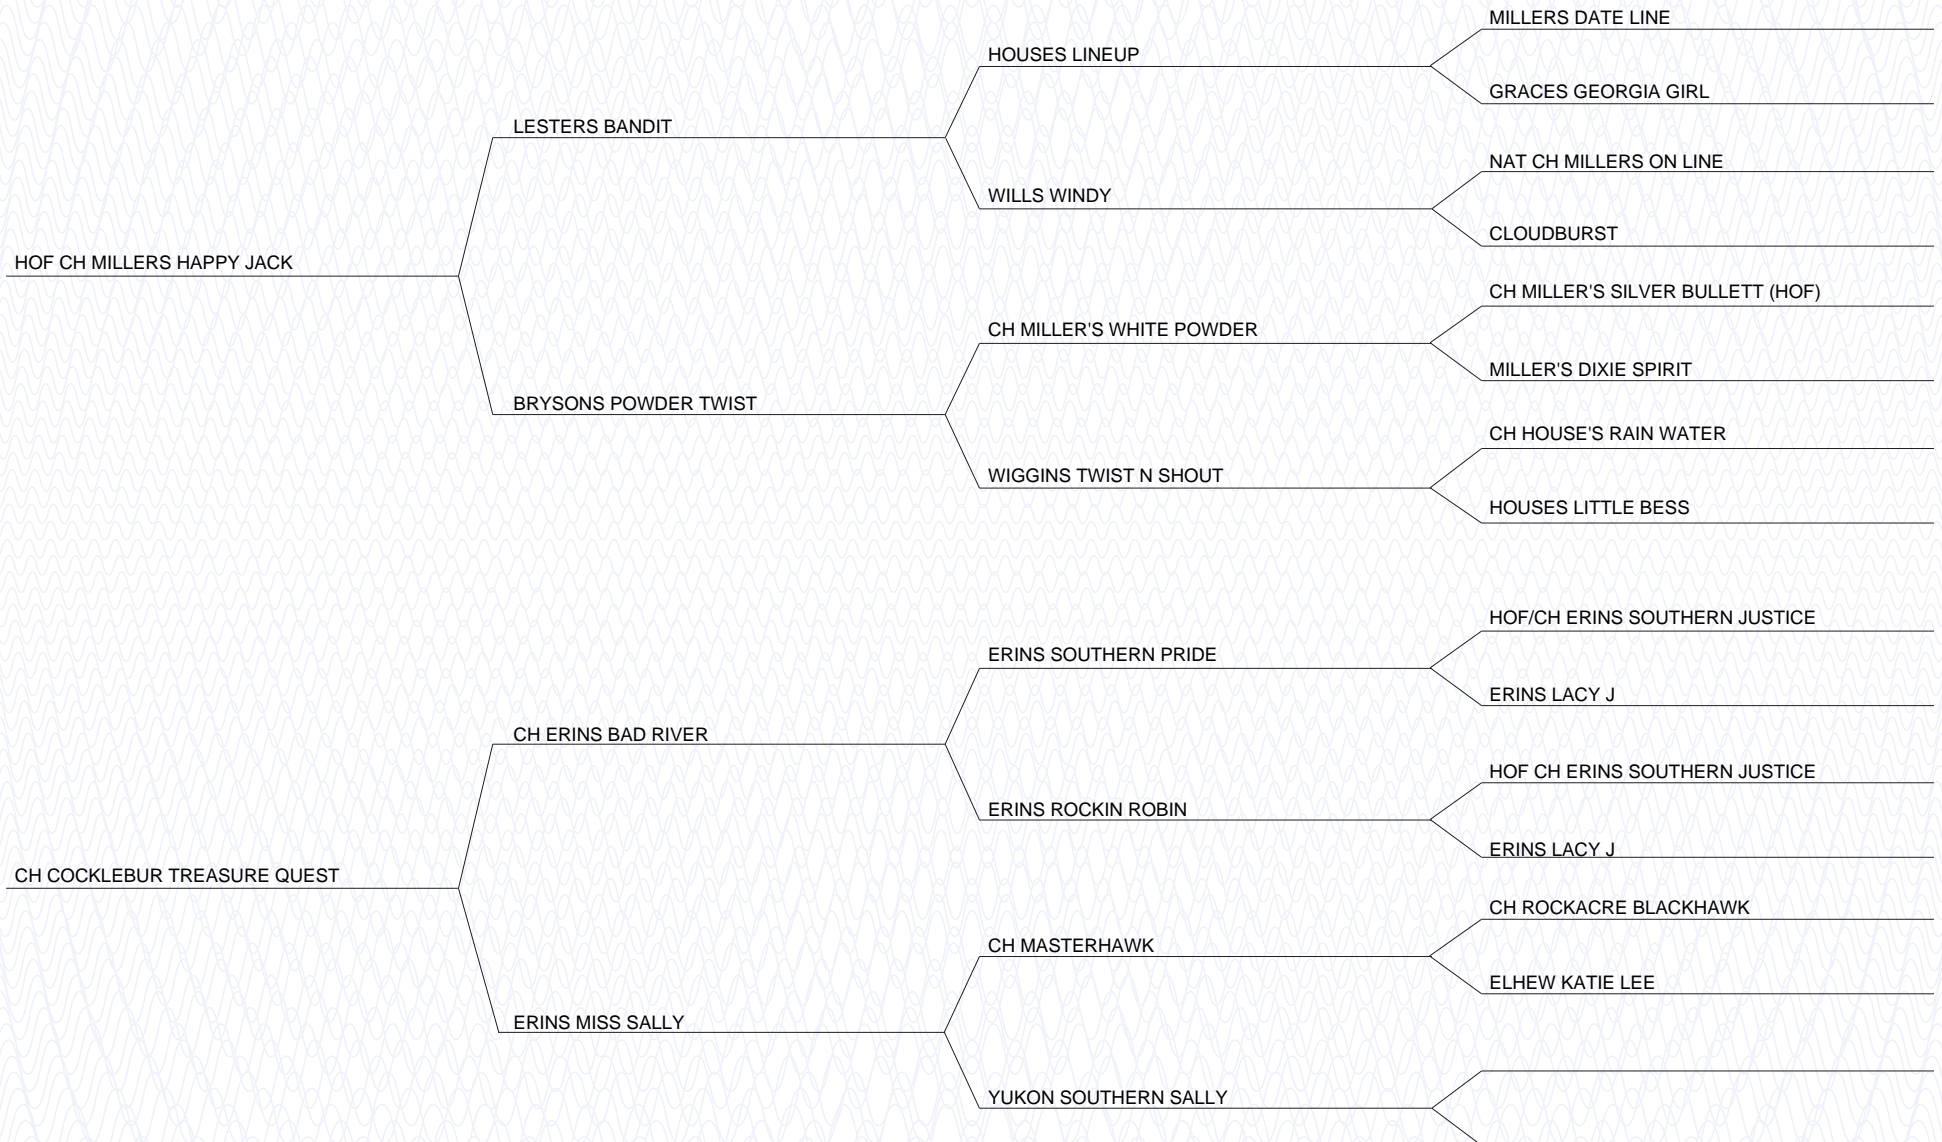 MILLERS DATE LINE
HOUSES LINEUP
GRACES GEORGIA GIRL
LESTERS BANDIT
NAT CH MILLERS ON LINE
WILLS WINDY
CLOUDBURST
HOF CH MILLERS HAPPY JACK
CH MILLER'S SILVER BULLETT (HOF)
CH MILLER'S WHITE POWDER
MILLER'S DIXIE SPIRIT
BRYSONS POWDER TWIST
CH HOUSE'S RAIN WATER
WIGGINS TWIST N SHOUT
HOUSES LITTLE BESS
HOF/CH ERINS SOUTHERN JUSTICE
ERINS SOUTHERN PRIDE
ERINS LACY J
CH ERINS BAD RIVER
HOF CH ERINS SOUTHERN JUSTICE
ERINS ROCKIN ROBIN
ERINS LACY J
CH COCKLEBUR TREASURE QUEST
CH ROCKACRE BLACKHAWK
CH MASTERHAWK
ELHEW KATIE LEE
ERINS MISS SALLY
YUKON SOUTHERN SALLY